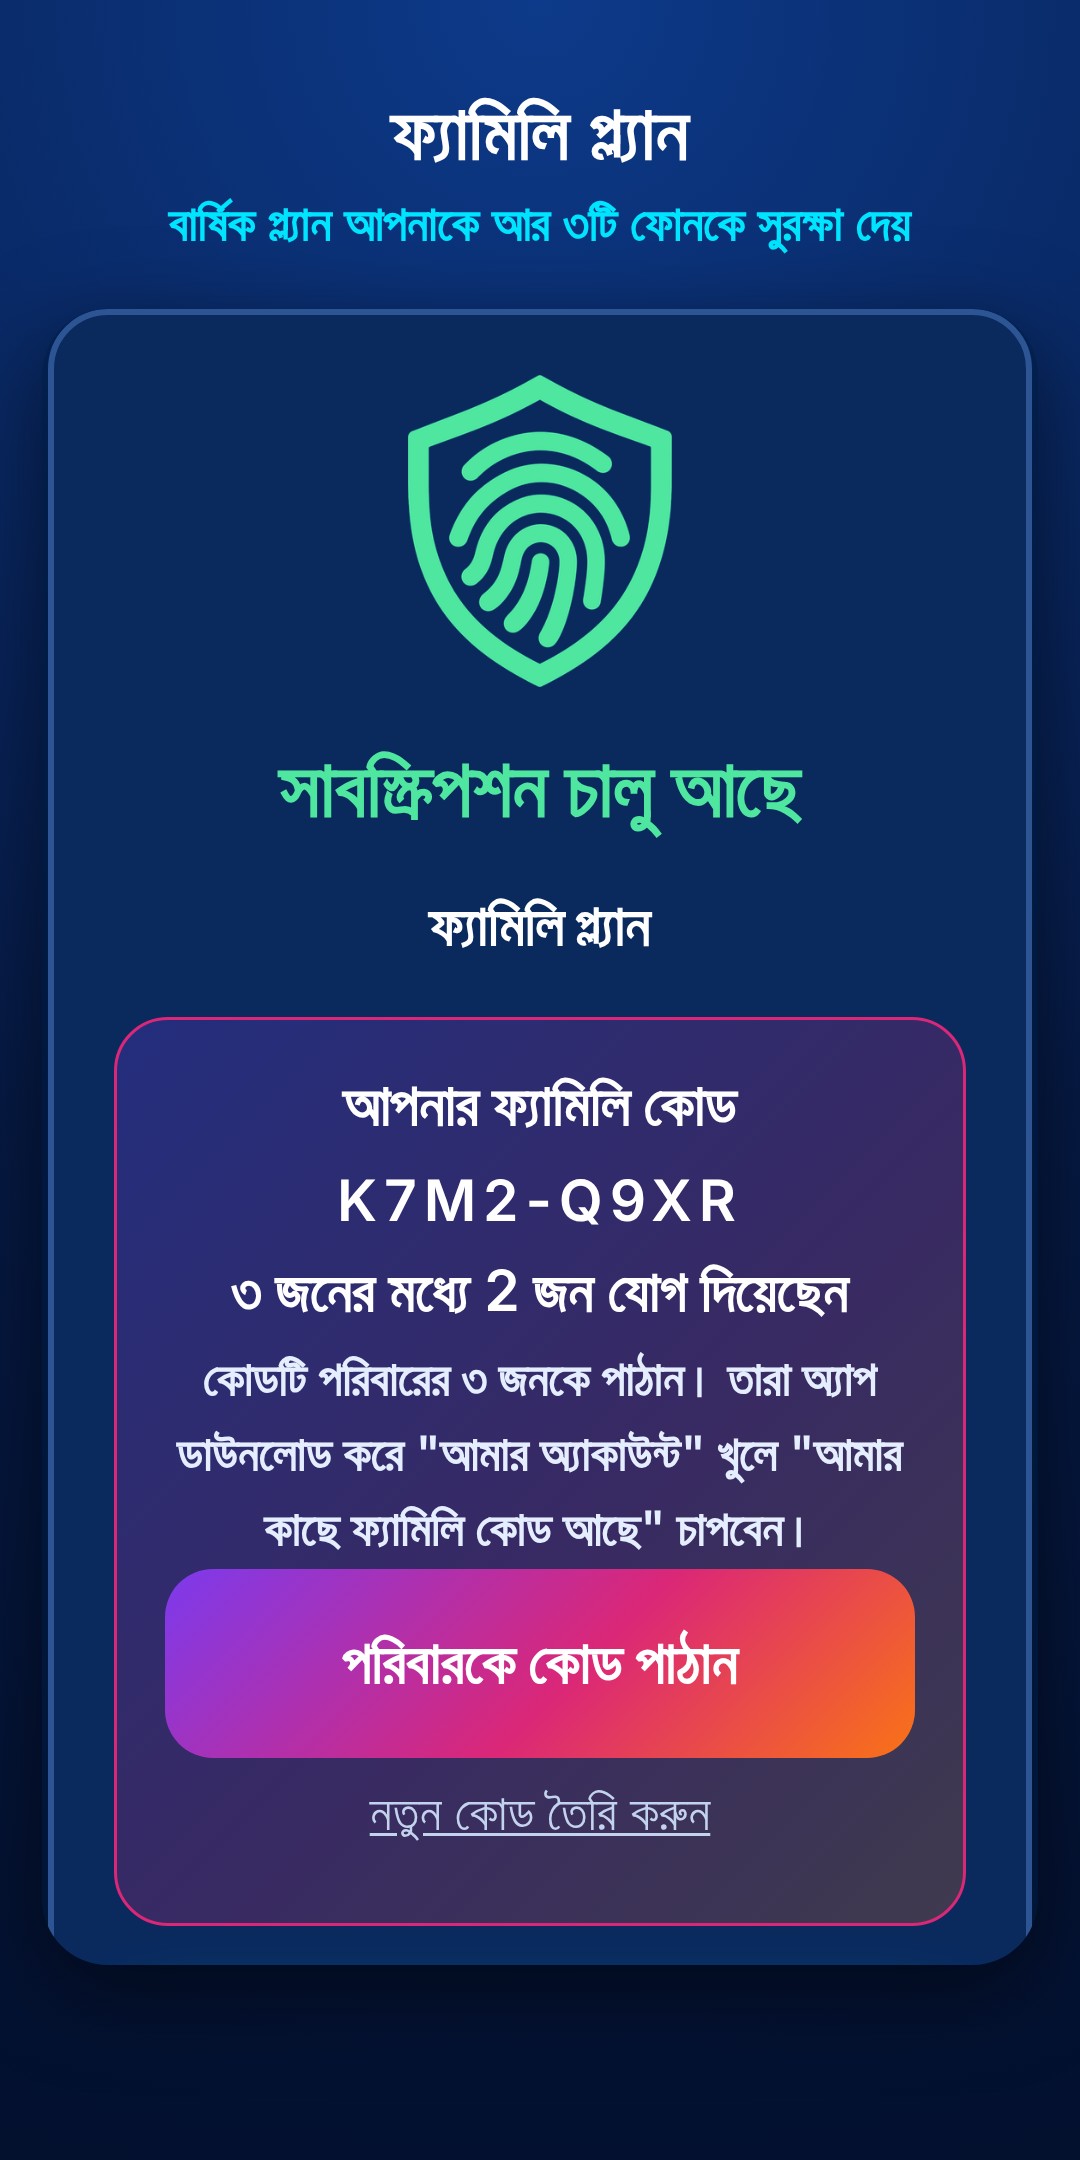 ফ্যামিলি প্ল্যান
বার্ষিক প্ল্যান আপনাকে আর ৩টি ফোনকে সুরক্ষা দেয়
সাবস্ক্রিপশন চালু আছে
ফ্যামিলি প্ল্যান
আপনার ফ্যামিলি কোড
K7M2-Q9XR
৩ জনের মধ্যে 2 জন যোগ দিয়েছেন
কোডটি পরিবারের ৩ জনকে পাঠান। তারা অ্যাপ
ডাউনলোড করে "আমার অ্যাকাউন্ট" খুলে "আমার
কাছে ফ্যামিলি কোড আছে" চাপবেন।
পরিবারকে কোড পাঠান
নতুন কোড তৈরি করুন